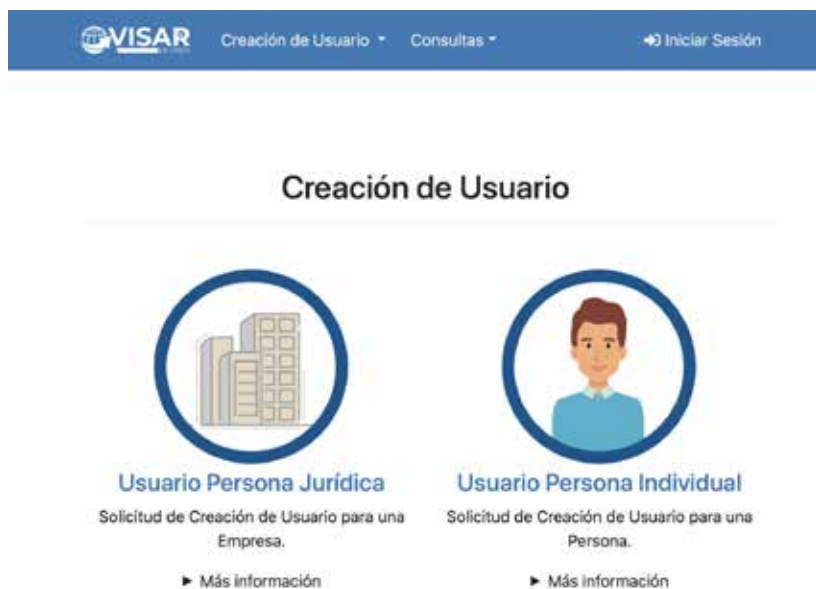 VISAR
Creación de Usuario
Consultas
Iniciar Sesión
Creación de Usuario
Usuario Persona Jurídica
Solicitud de Creación de Usuario para una
Empresa.
Más información
Usuario Persona Individual
Solicitud de Creación de Usuario para una
Persona.
Más información